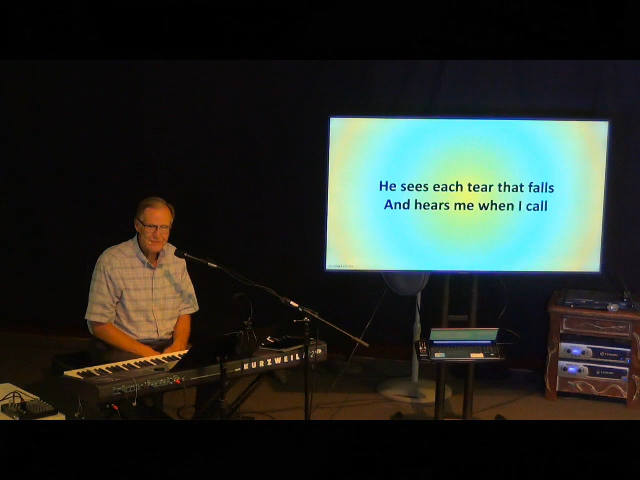 He sees each tear that falls
And hears me when I call
KURZWEIL